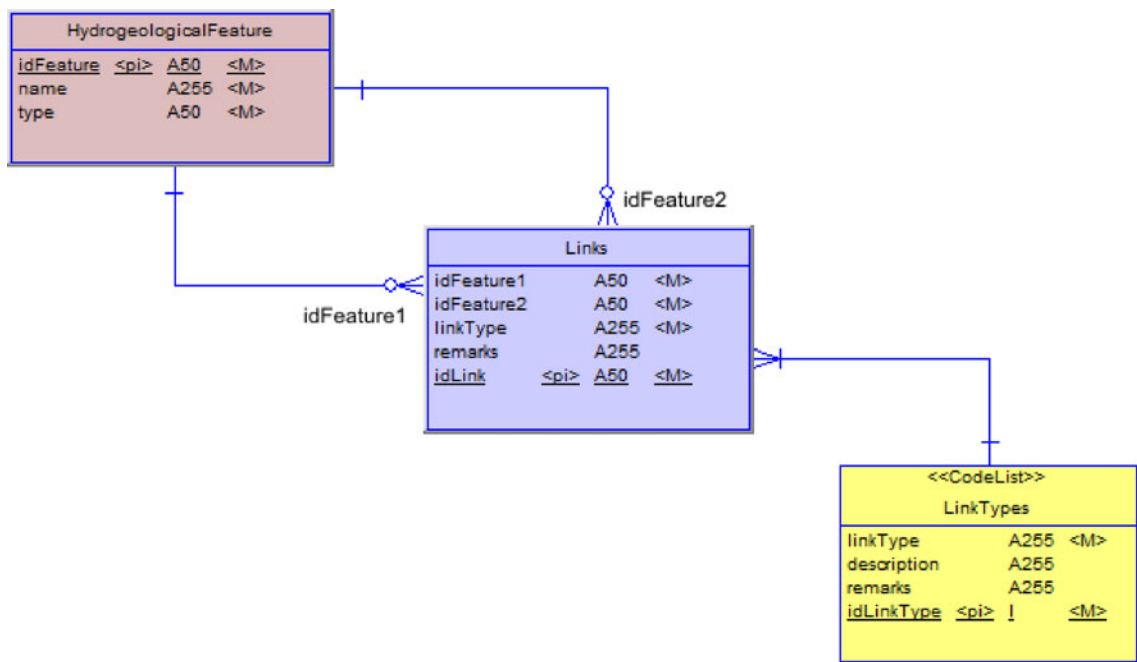 HydrogeologicalFeature
idFeature <pi> A50 <M>
name A255 <M>
type A50 <M>
idFeature2
Links
idFeature1 A50 <M>
idFeature2 A50 <M>
linkType A255 <M>
remarks A255
idLink <pi> A50 <M>
idFeature1
<<CodeList>>
LinkTypes
linkType A255 <M>
description A255
remarks A255
idLinkType <pi> I <M>